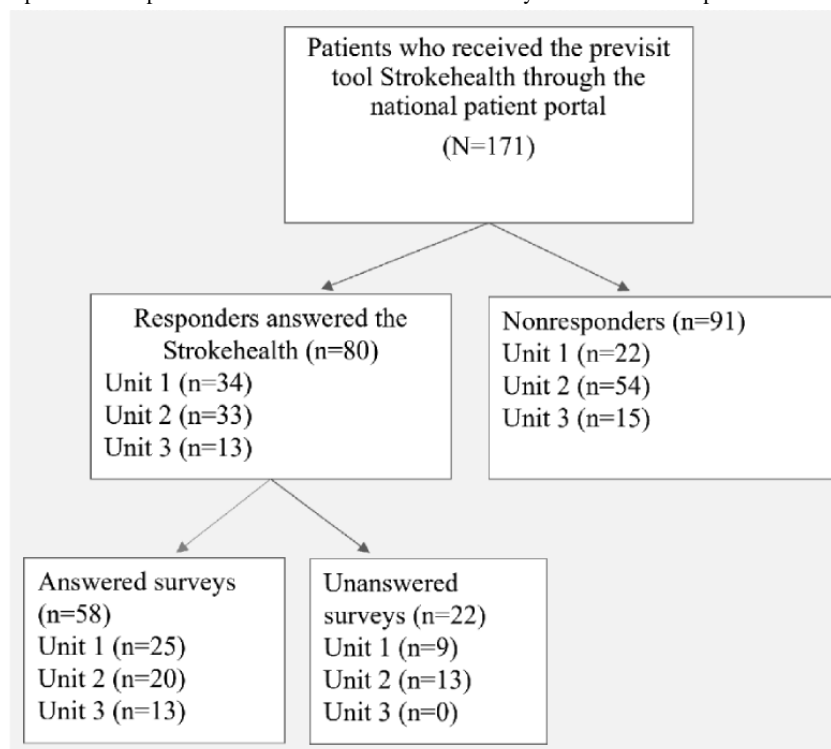 Patients who received the previsit
tool Strokehealth through the
national patient portal
(N=171)
Responders answered the
Strokehealth (n=80)
Unit 1 (n=34)
Unit 2 (n=33)
Unit 3 (n=13)
Nonresponders (n=91)
Unit 1 (n=22)
Unit 2 (n=54)
Unit 3 (n=15)
Answered surveys
(n=58)
Unit 1 (n=25)
Unit 2 (n=20)
Unit 3 (n=13)
Unanswered
surveys (n=22)
Unit 1 (n=9)
Unit 2 (n=13)
Unit 3 (n=0)